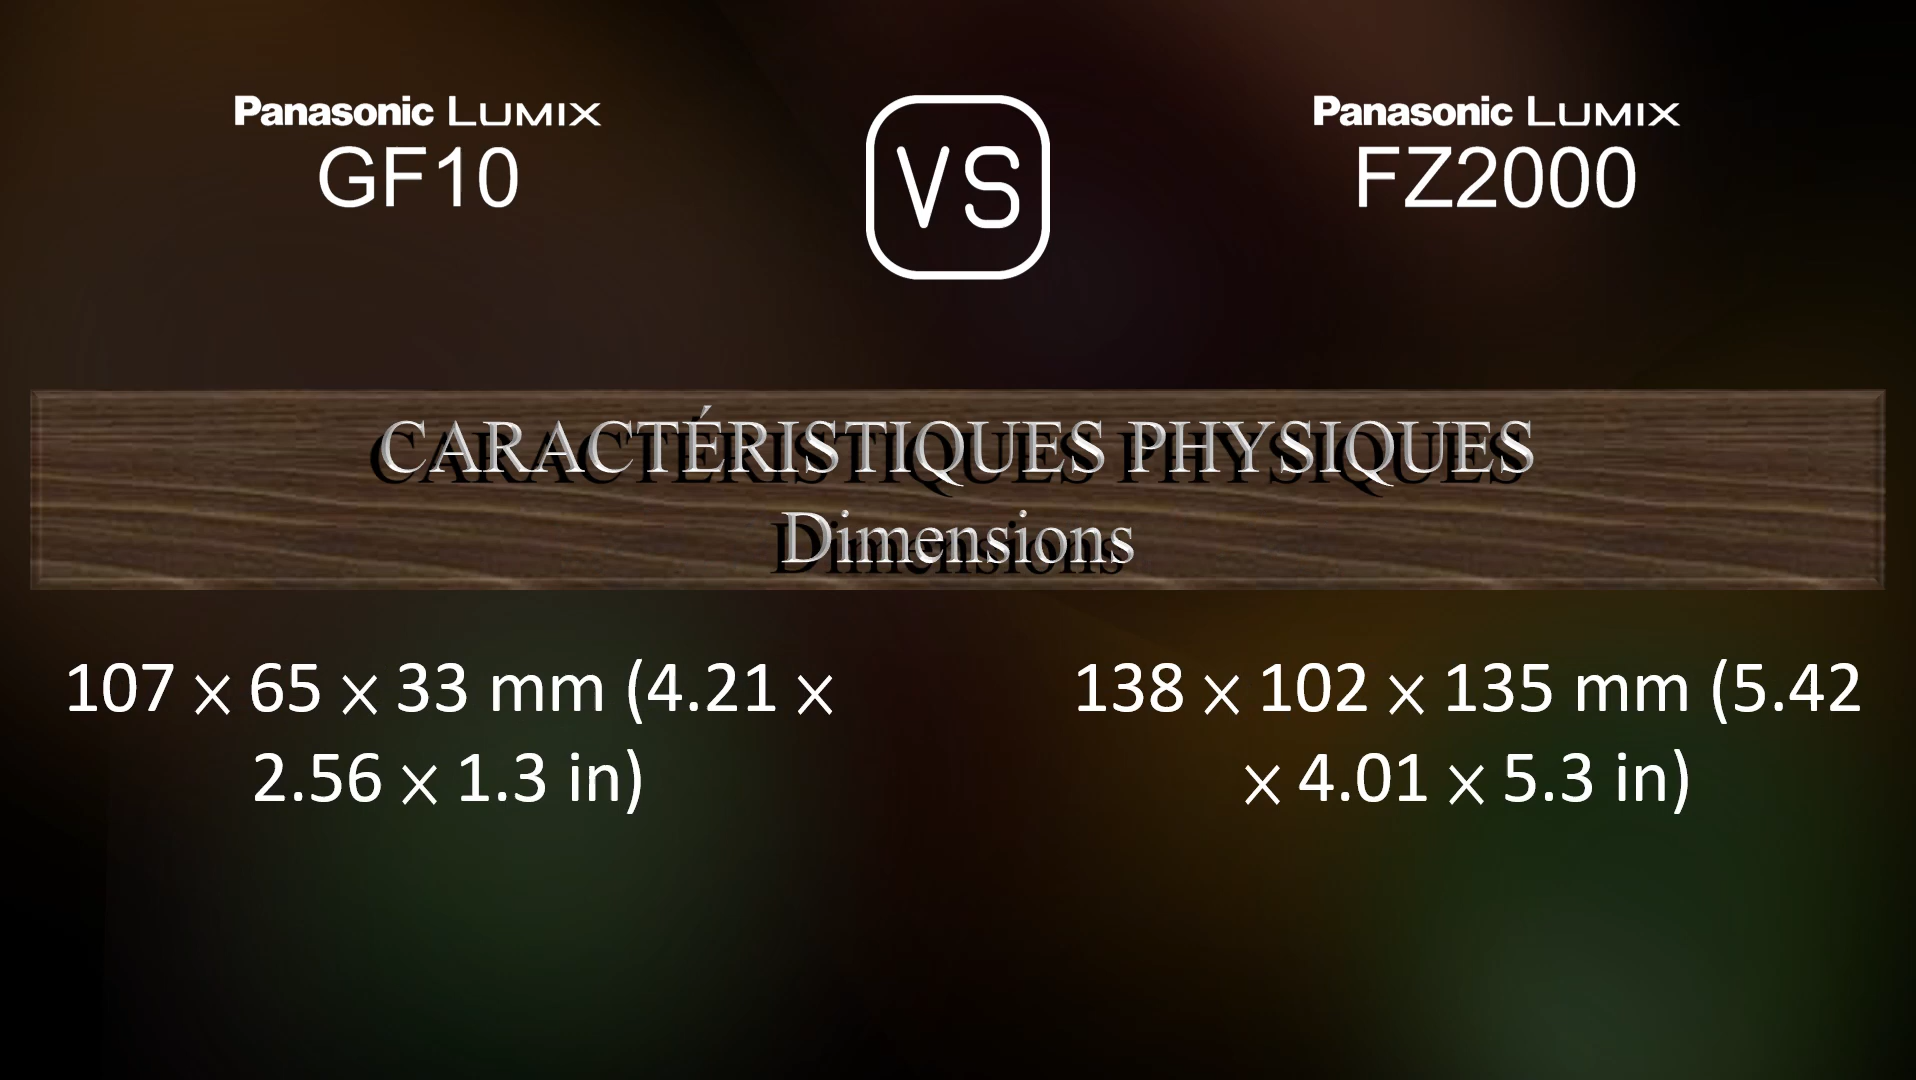 Panasonic LUMIX
GF10
VS
Panasonic LUMIX
FZ2000
CARACTÉRISTIQUES PHYSIQUES
Dimensions
107 x 65 x 33 mm (4.21 x
2.56 x 1.3 in)
138 x 102 x 135 mm (5.42
x 4.01 x 5.3 in)